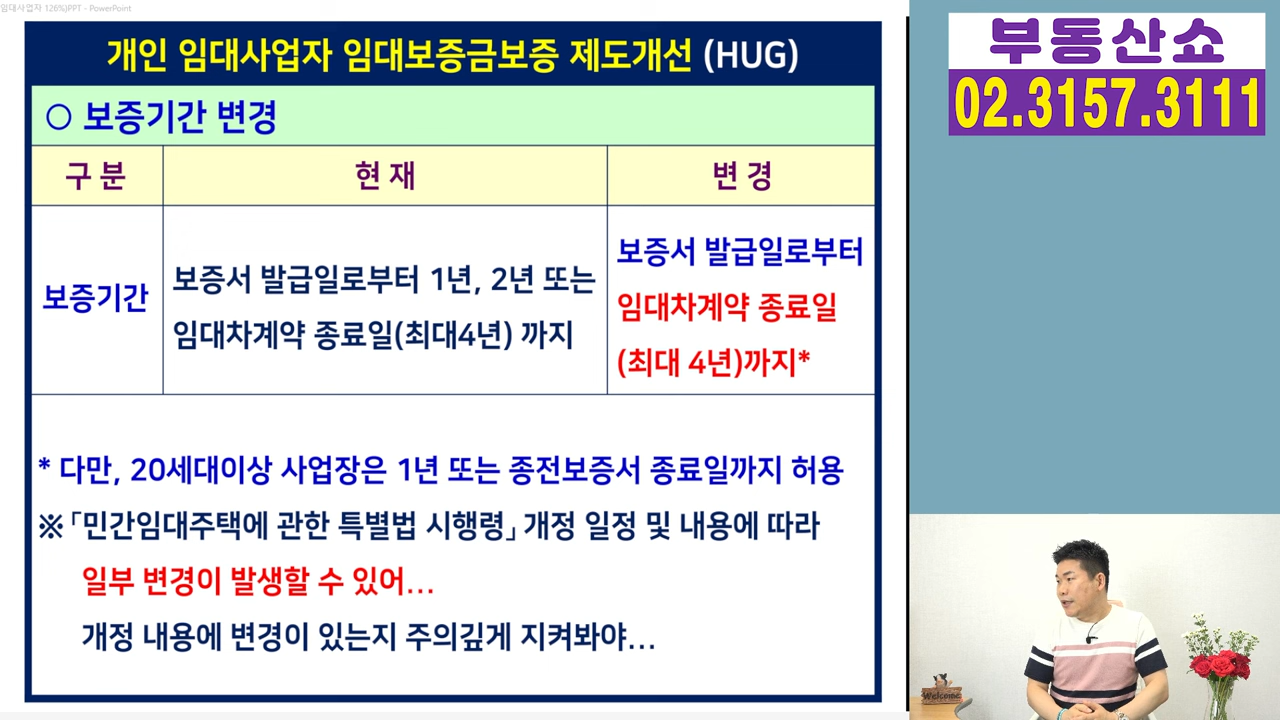 임대사업자 126%)PPT - PowerPoint
개인 임대사업자 임대보증금보증 제도개선 (HUG)
○ 보증기간 변경
구 분
현 재
변 경
보증기간
보증서 발급일로부터 1년, 2년 또는
임대차계약 종료일(최대4년) 까지
보증서 발급일로부터
임대차계약 종료일
(최대 4년)까지*
* 다만, 20세대이상 사업장은 1년 또는 종전보증서 종료일까지 허용
※「민간임대주택에 관한 특별법 시행령」개정 일정 및 내용에 따라
일부 변경이 발생할 수 있어...
개정 내용에 변경이 있는지 주의깊게 지켜봐야...
부동산쇼
02.3157.3111
Welcome